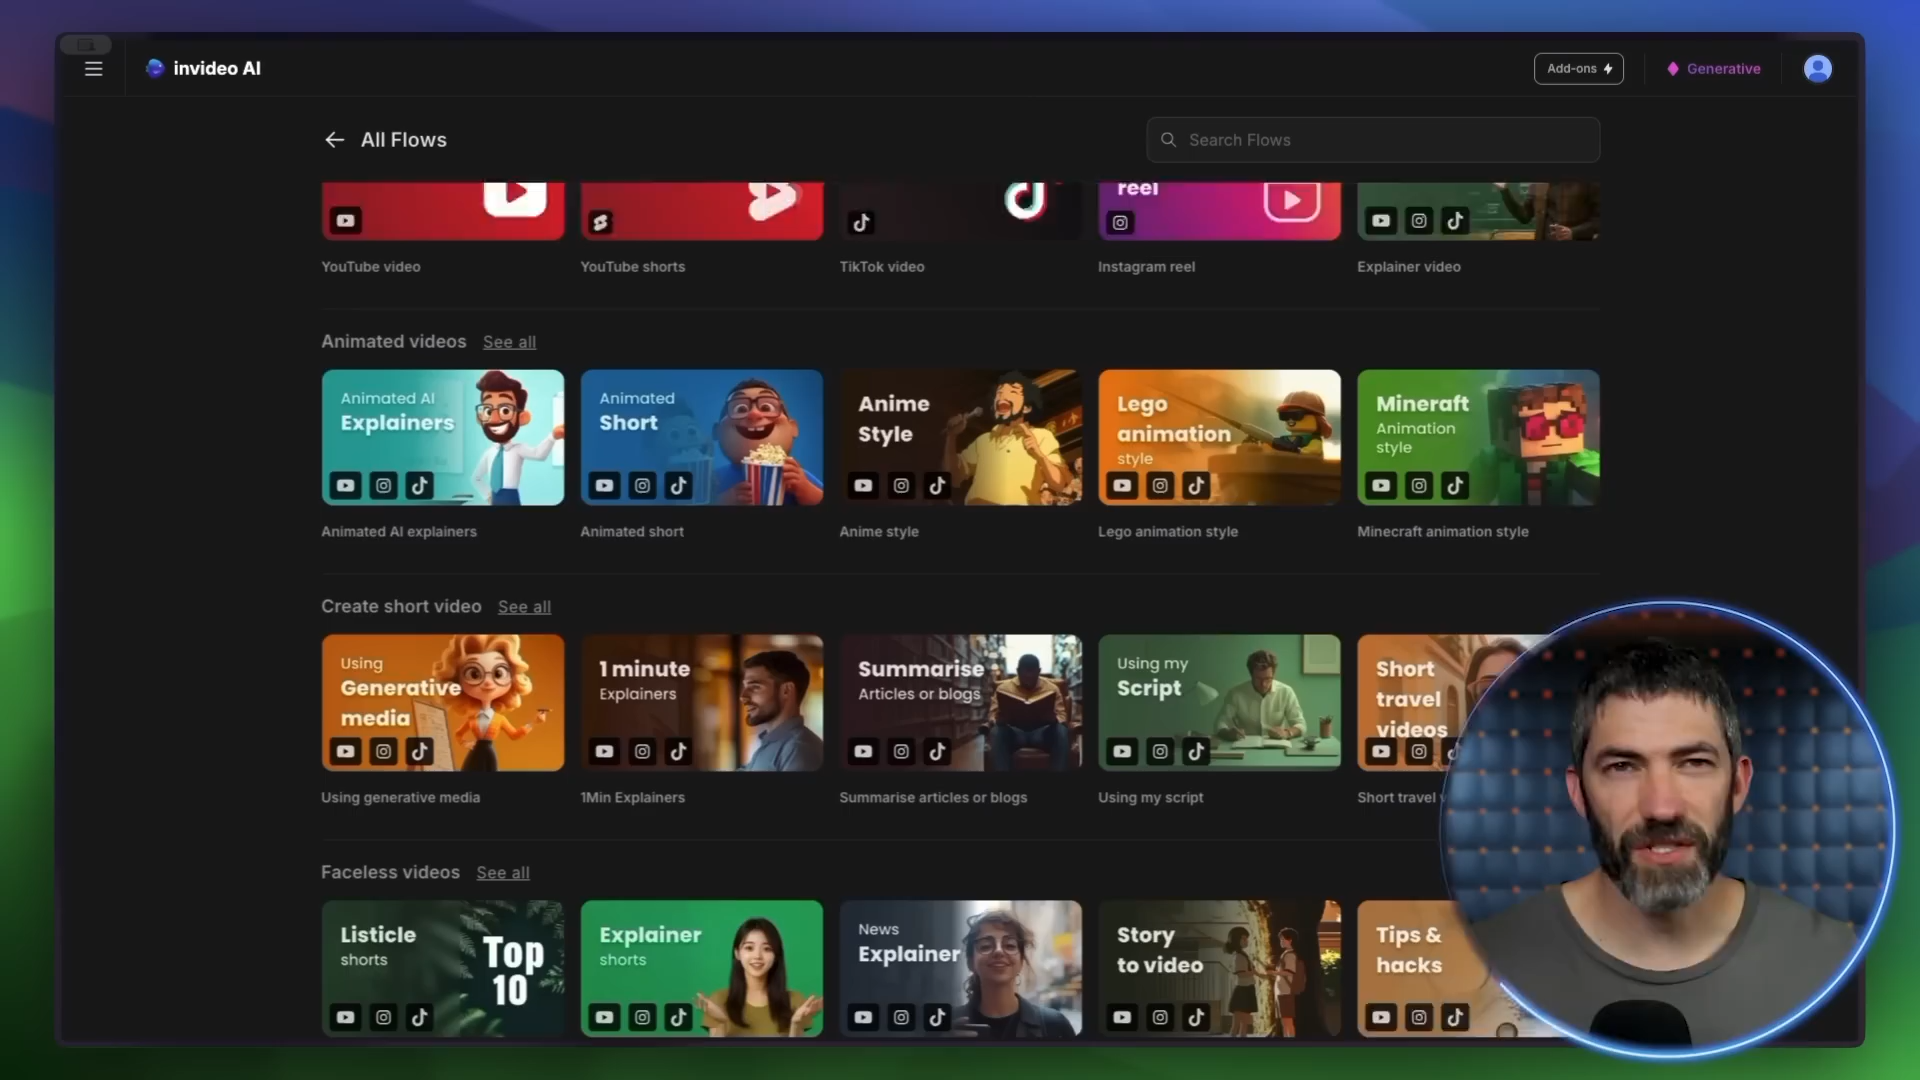 invideo AI
Add-ons
Generative
All Flows
Search Flows
reel
YouTube video
YouTube shorts
TikTok video
Instagram reel
Explainer video
Animated videos
See all
Animated AI
Explainers
Animated
Short
Anime
Style
Lego
animation
style
Mineraft
Animation
style
Animated AI explainers
Animated short
Anime style
Lego animation style
Minecraft animation style
Create short video
See all
Using
Generative
media
1 minute
Explainers
Summarise
Articles or blogs
Using my
Script
Short
travel
videos
Using generative media
1Min Explainers
Summarise articles or blogs
Using my script
Short travel
Faceless videos
See all
Listicle
shorts
Top
10
Explainer
shorts
News
Explainer
Story
to video
Tips &
hacks